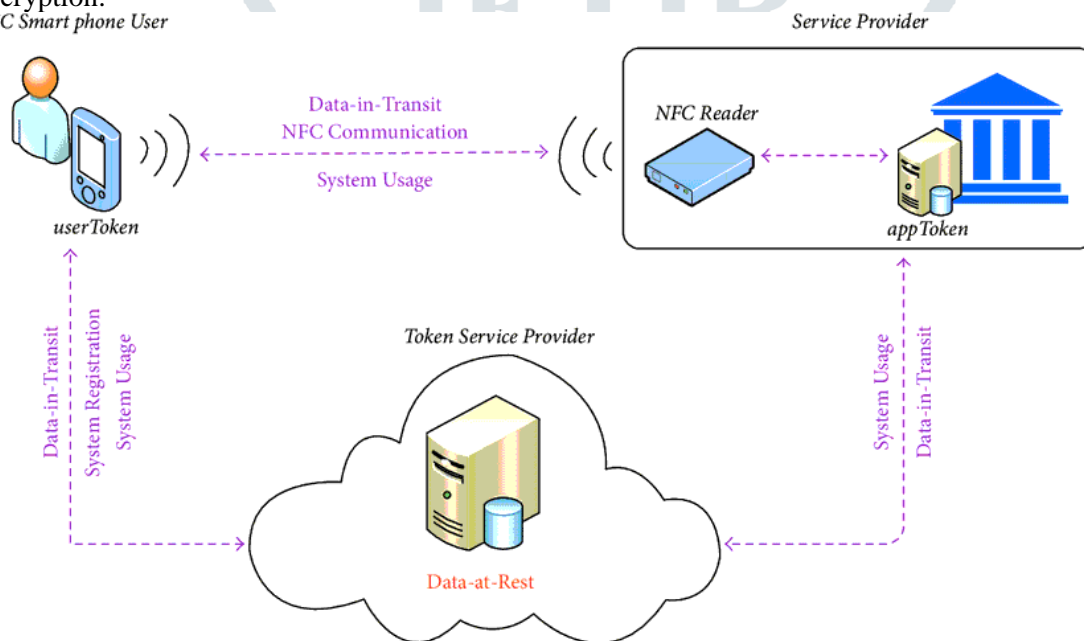 eryption.
C Smart phone User
Service Provider
Data-in-Transit
NFC Communication
System Usage
NFC Reader
userToken
appToken
Data-in-Transit
System Registration
System Usage
Token Service Provider
System Usage
Data-in-Transit
Data-at-Rest